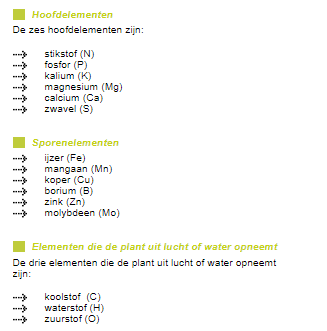 Hoofdelementen
De zes hoofdelementen zijn:
stikstof (N)
fosfor (P)
kalium (K)
magnesium (Mg)
calcium (Ca)
zwavel (S)
Sporenelementen
ijzer (Fe)
mangaan (Mn)
koper (Cu)
borium (B)
zink (Zn)
molybdeen (Mo)
Elementen die de plant uit lucht of water opneemt
De drie elementen die de plant uit lucht of water opneemt
zijn:
koolstof (C)
waterstof (H)
zuurstof (O)